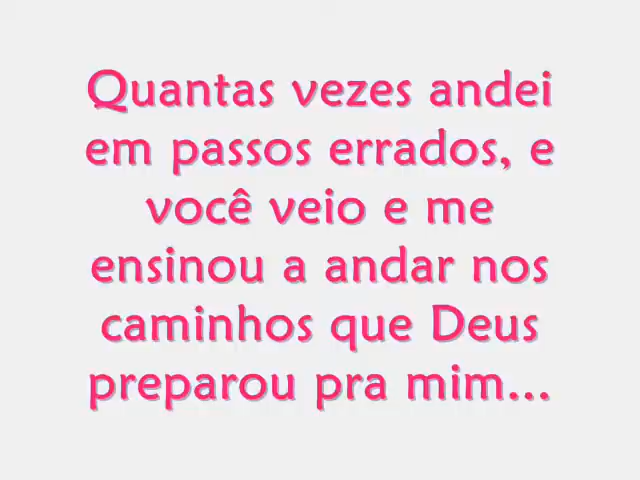 Quantas vezes andei
em passos errados, e
você veio e me
ensinou a andar nos
caminhos que Deus
preparou pra mim...